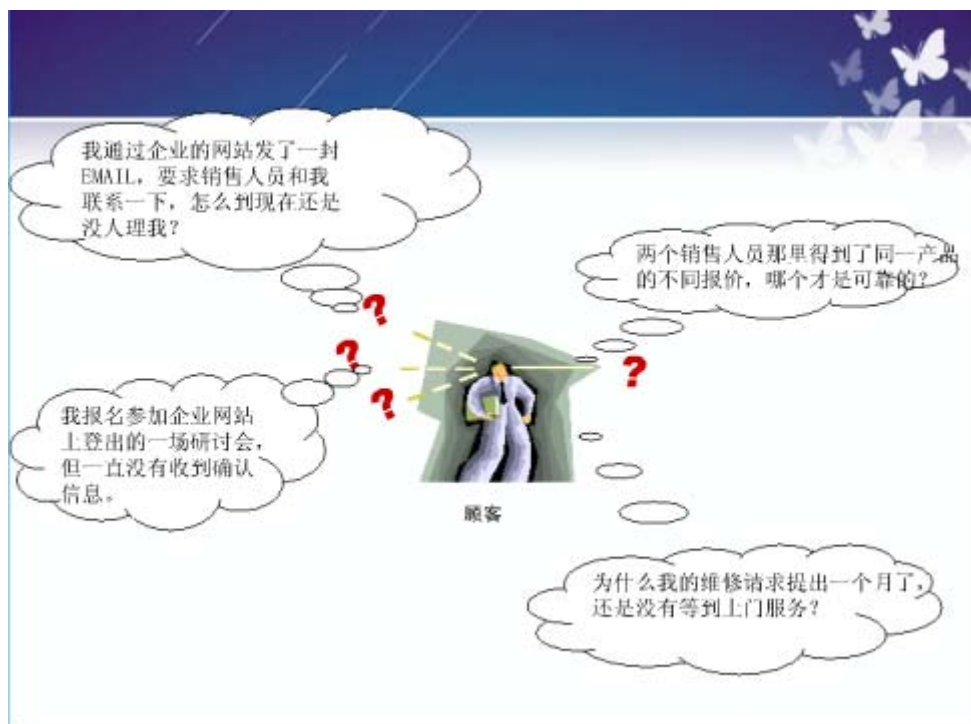 我通过企业的网站发了一封
EMAIL，要求销售人员和我
联系一下，怎么到现在还是
没人理我？
两个销售人员那里得到了同一产品
的不同报价，哪个才是可靠的？
?
?
?
?
我报名参加企业网站
上登出的一场研讨会，
但一直没有收到确认
信息。
顾客
为什么我的维修请求提出一个月了，
还是没有等到上门服务？